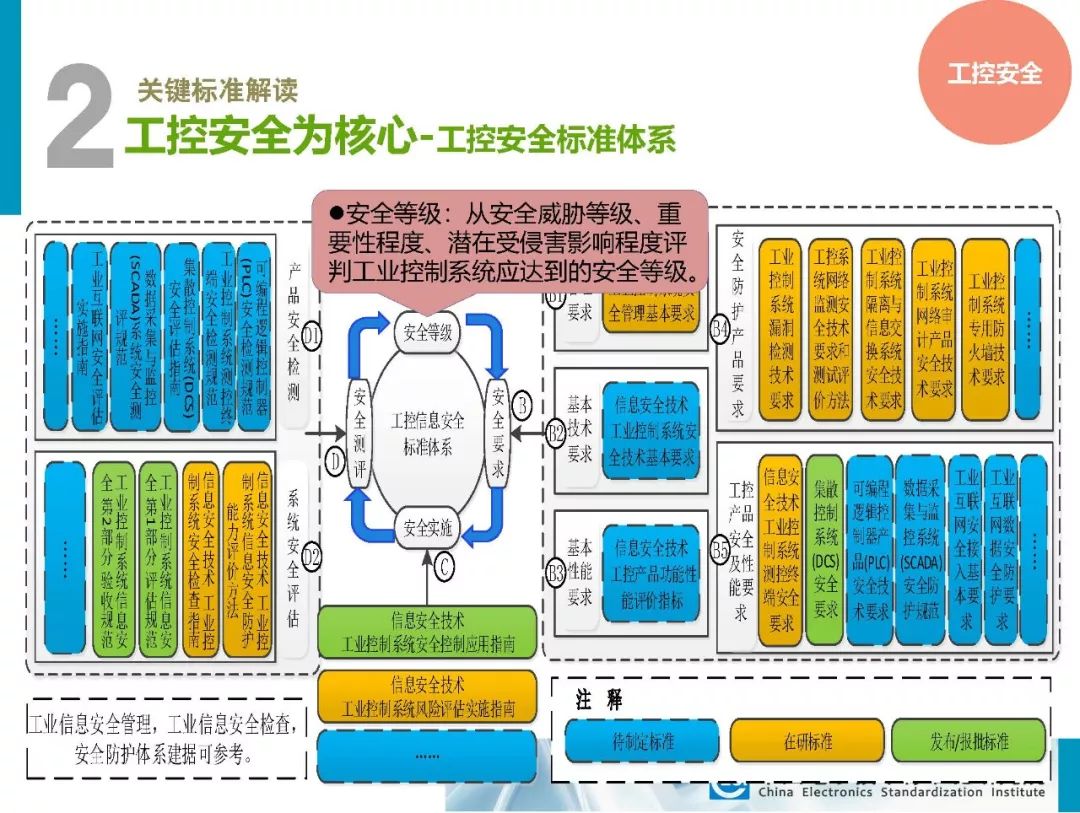 工控安全
2
关键标准解读
工控安全为核心-工控安全标准体系
●安全等级：从安全威胁等级、重
要性程度、潜在受侵害影响程度评
判工业控制系统应达到的安全等级。
产品安全检测
D1
可编程逻辑控制器
(PLC)安全检测规范
工业控制系统测控终
端安全检测规范
集散控制系统(DCS)
安全评估指南
数据采集与监控
(SCADA)系统安全测
评规范
工业互联网安全评估
实施指南
……
系统安全评估
D2
信息安全技术 工业
控制系统信息安全防护
能力评价方法
信息安全技术 工业控
制系统安全检查指南
工业控制系统信息安
全 第1部分 评估规范
工业控制系统信息安
全 第2部分 验收规范
……
安全等级
安全测评
工控信息安全
标准体系
安全要求
安全实施
D
B
C
信息安全技术
工业控制系统安全控制应用指南
信息安全技术
工业控制系统风险评估实施指南
……
B1
要求
全管理基本要求
B2
基本
技术
要求
信息安全技术
工业控制系统安
全技术基本要求
B3
基本
性能
要求
信息安全技术
工控产品功能性
能评价指标
B4
安全防护产品要求
工业
控制
系统
漏洞
检测
技术
要求
工控系
统网络
监测安
全技术
要求和
测试评
价方法
工业控
制系统
隔离与
信息交
换系统
安全技
术要求
工业控
制系统
网络审
计产品
安全技
术要求
工业控
制系统
专用防
火墙技
术要求
……
B5
工控
产品
安全
及性
能要
求
信息安
全技术
工业控
制系统
测控终
端安全
要求
集散
控制
系统
(DCS)
安全
要求
可编程
逻辑控
制器产
品(PLC)
安全技
术要求
数据采
集与监
控系统
(SCADA)
安全防
护规范
工业
互联
网安
全接
入基
本要
求
工业
互联
网数
据安
全防
护要
求
……
工业信息安全管理，工业信息安全检查，
安全防护体系建据可参考。
注 释
待制定标准
在研标准
发布/报批标准
China Electronics Standardization Institute